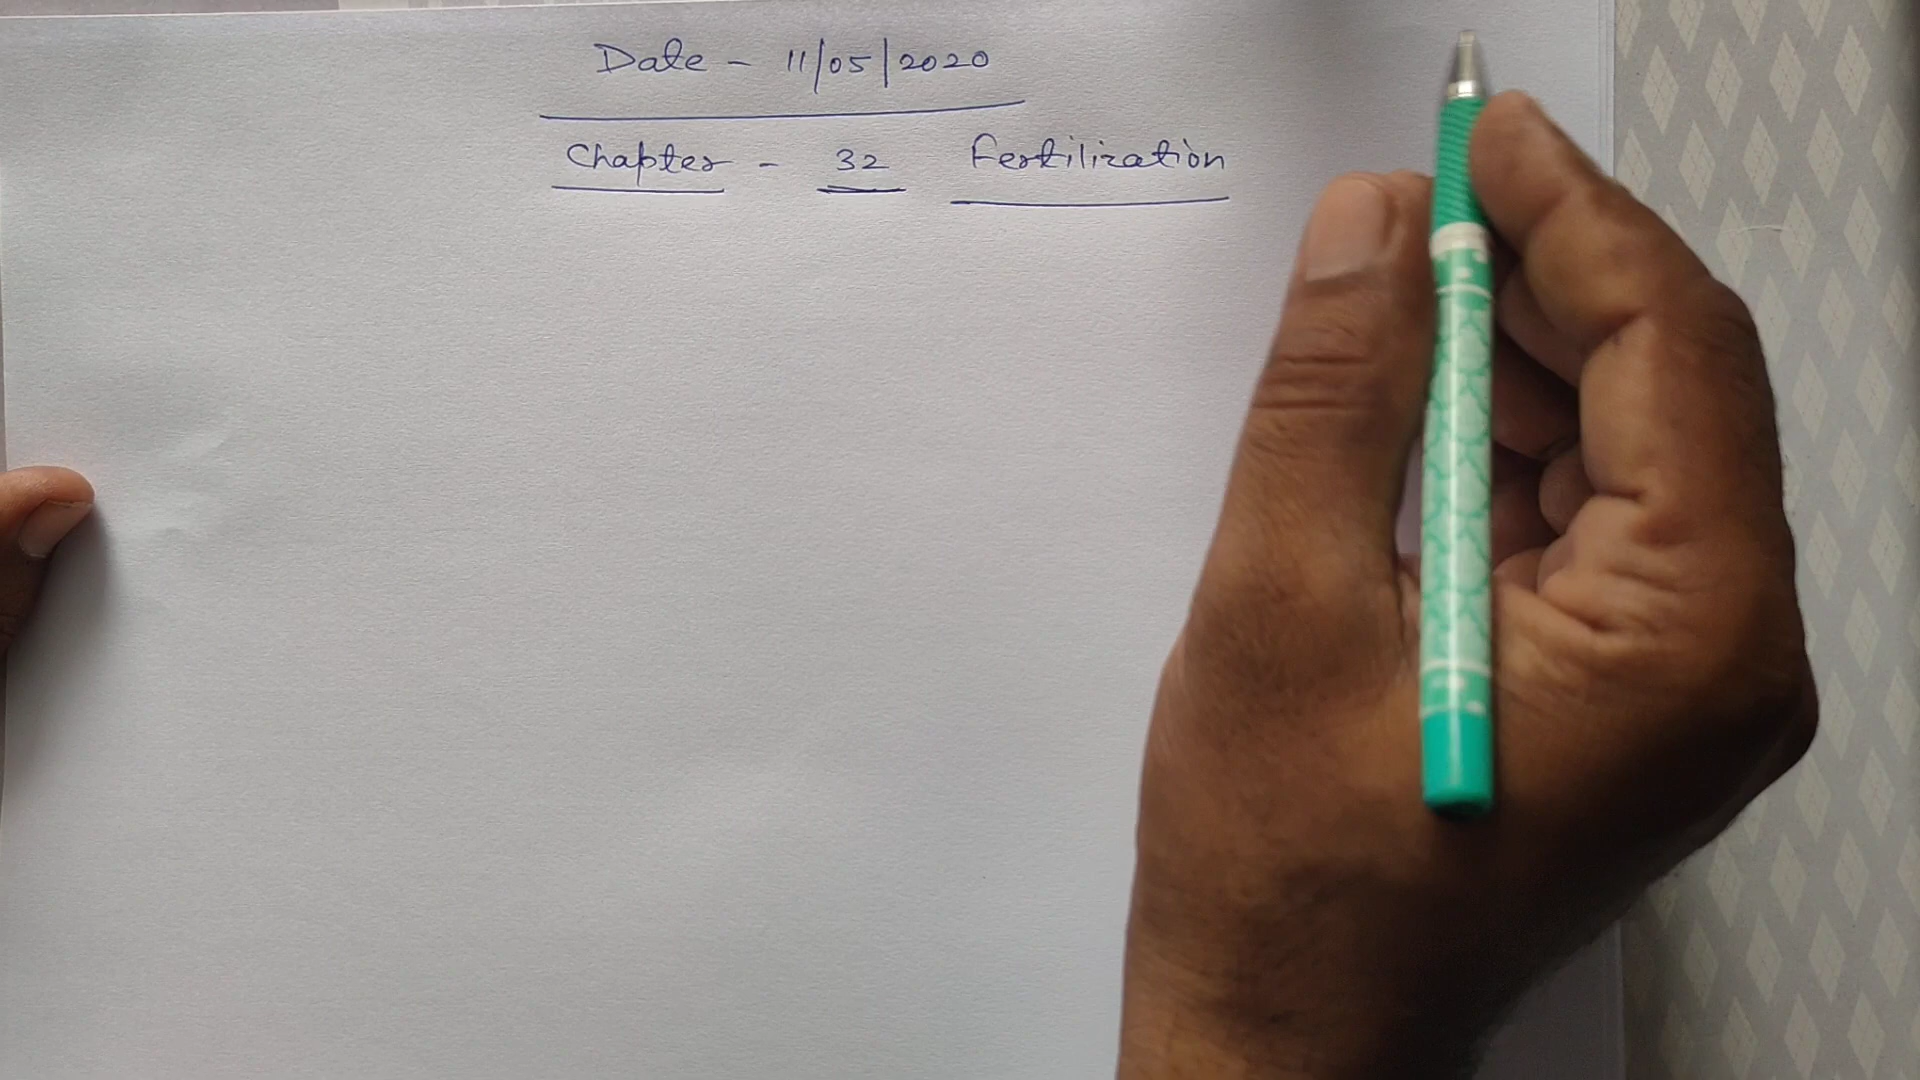 Date - 11/05/2020
Chapter - 32 Fertilization